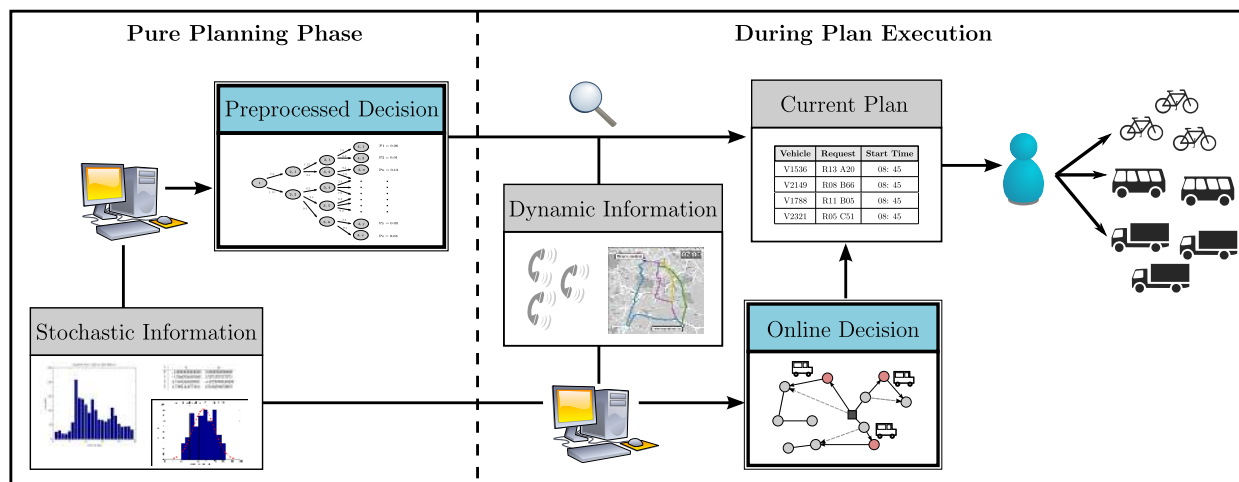 Pure Planning Phase
During Plan Execution
Preprocessed Decision
Current Plan
Vehicle Request Start Time
V1536 R13 A20 08: 45
V2149 R08 B66 08: 45
V1788 R11 B05 08: 45
V2321 R05 C51 08: 45
Dynamic Information
Stochastic Information
Online Decision